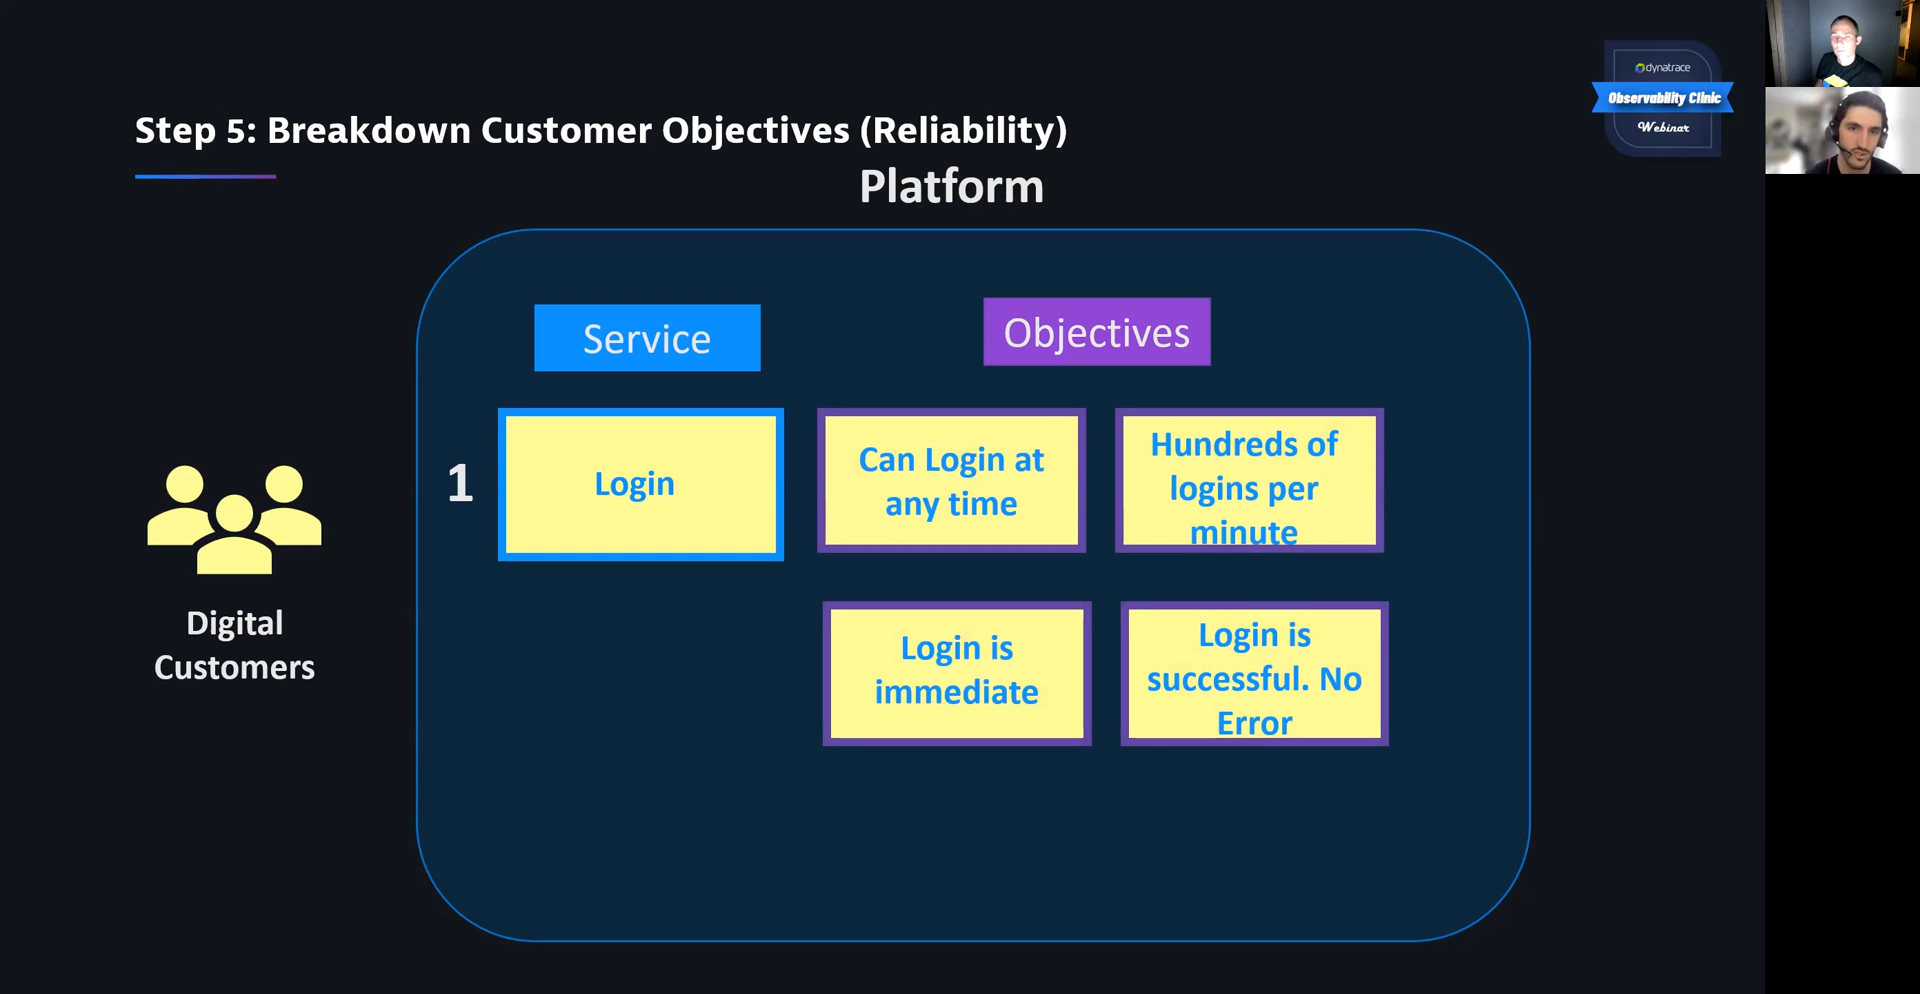 dynatrace
Observability Clinic
Webinar
Step 5: Breakdown Customer Objectives (Reliability)
Platform
Service
Objectives
1
Login
Can Login at
any time
Hundreds of
logins per
minute
Login is
immediate
Login is
successful. No
Error
Digital
Customers